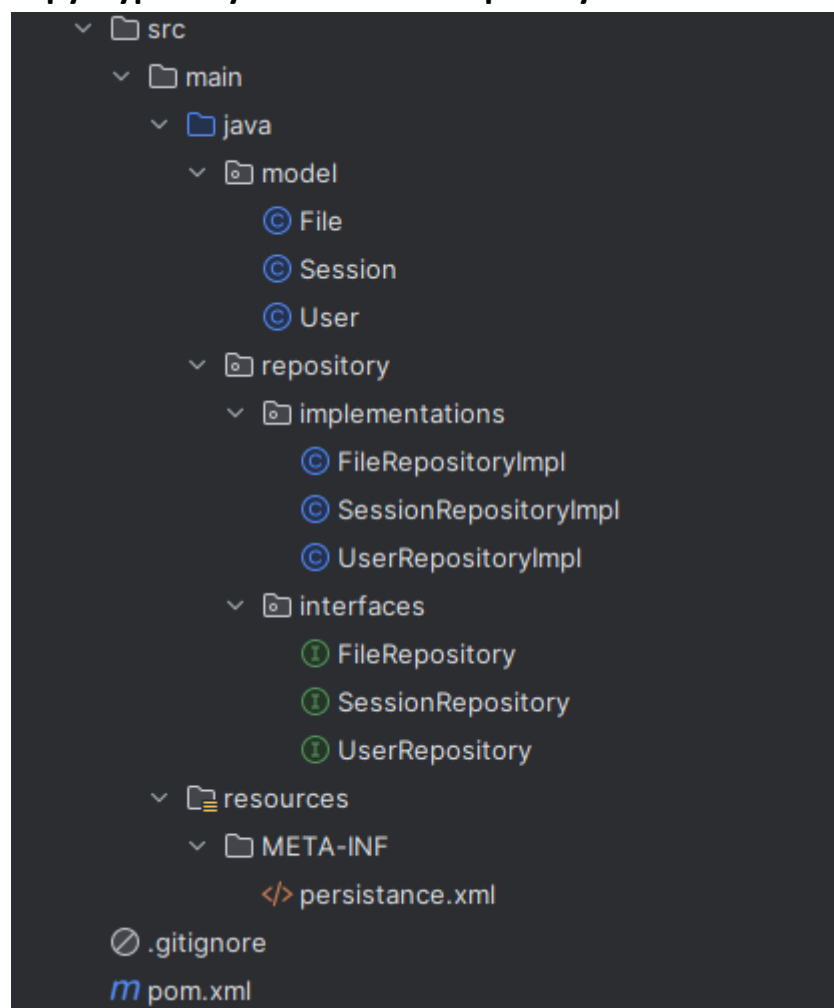 src
main
java
model
File
Session
User
repository
implementations
FileRepositoryImpl
SessionRepositoryImpl
UserRepositoryImpl
interfaces
FileRepository
SessionRepository
UserRepository
resources
META-INF
persistance.xml
.gitignore
pom.xml